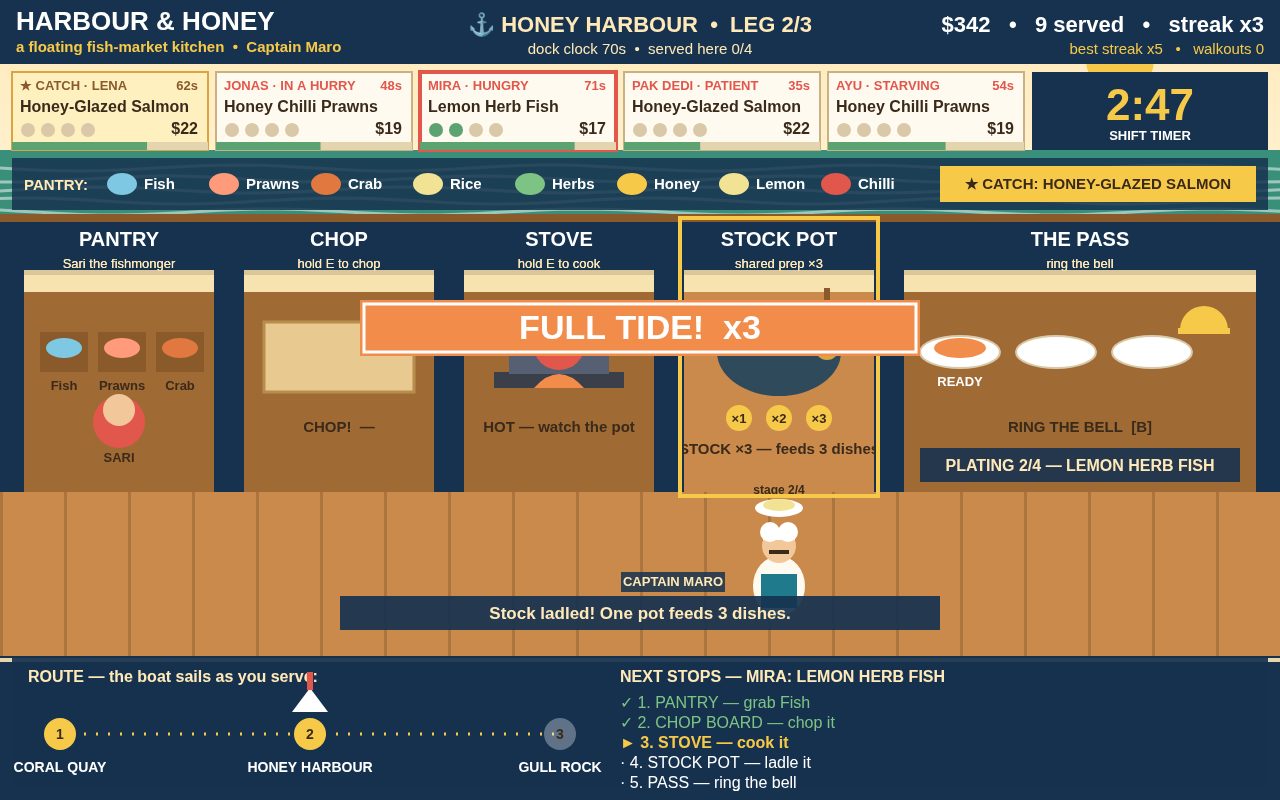 HARBOUR & HONEY
a floating fish-market kitchen • Captain Maro
⚓ HONEY HARBOUR • LEG 2/3
dock clock 70s • served here 0/4
$342 • 9 served • streak x3
best streak x5 • walkouts 0
★ CATCH · LENA 62s
Honey-Glazed Salmon
$22
JONAS · IN A HURRY 48s
Honey Chilli Prawns
$19
MIRA · HUNGRY 71s
Lemon Herb Fish
$17
PAK DEDI · PATIENT 35s
Honey-Glazed Salmon
$22
AYU · STARVING 54s
Honey Chilli Prawns
$19
2:47
SHIFT TIMER
PANTRY: Fish Prawns Crab Rice Herbs Honey Lemon Chilli
★ CATCH: HONEY-GLAZED SALMON
PANTRY
Sari the fishmonger
Fish Prawns Crab
SARI
CHOP
hold E to chop
CHOP! —
STOVE
hold E to cook
HOT — watch the pot
STOCK POT
shared prep ×3
×1 ×2 ×3
STOCK ×3 — feeds 3 dishes
THE PASS
ring the bell
READY
RING THE BELL [B]
PLATING 2/4 — LEMON HERB FISH
FULL TIDE! x3
stage 2/4
CAPTAIN MARO
Stock ladled! One pot feeds 3 dishes.
ROUTE — the boat sails as you serve:
1 2 3
CORAL QUAY HONEY HARBOUR GULL ROCK
NEXT STOPS — MIRA: LEMON HERB FISH
✓ 1. PANTRY — grab Fish
✓ 2. CHOP BOARD — chop it
► 3. STOVE — cook it
· 4. STOCK POT — ladle it
· 5. PASS — ring the bell